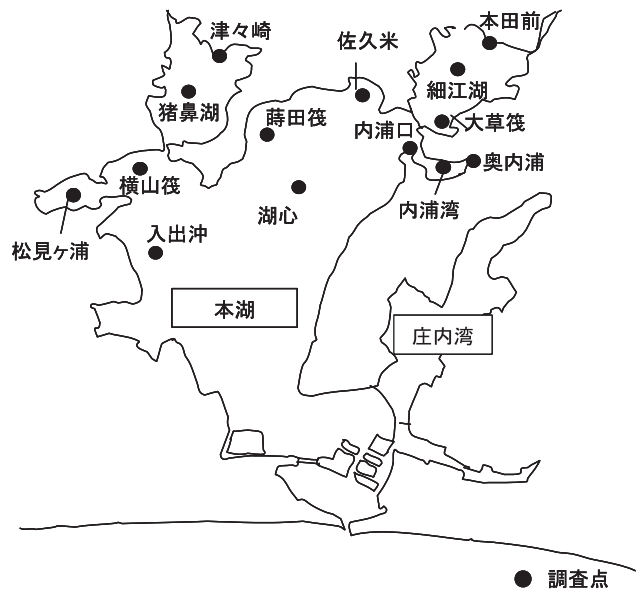 本田前
津々崎
佐久米
細江湖
猪鼻湖
蒔田筏
内浦口
大草筏
奥内浦
横山筏
湖心
内浦湾
入出沖
松見ヶ浦
本湖
庄内湾
調査点